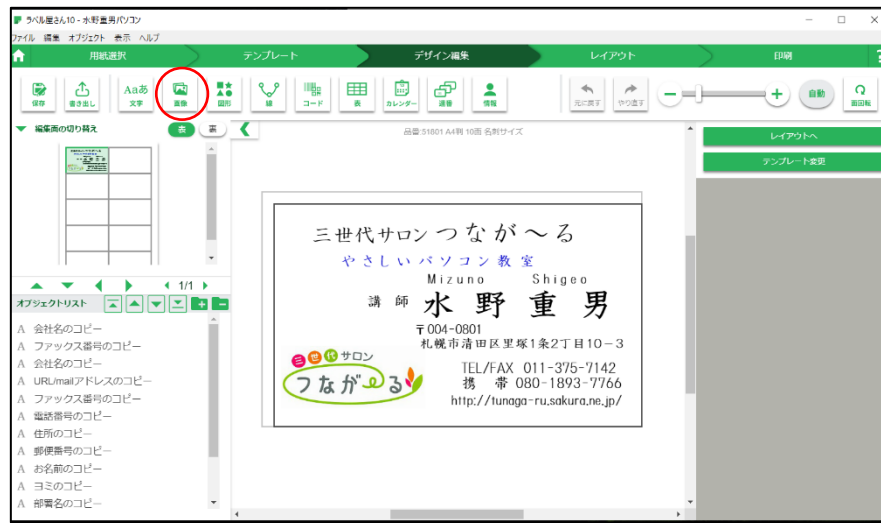 ラベル屋さん10 - 水野重男パソコン
ファイル 編集 オブジェクト 表示 ヘルプ
用紙選択 テンプレート デザイン編集 レイアウト 印刷 ?
保存 書き出し Aaあ 文字 画像 図形 線 コード 表 カレンダー 連番 情報 元に戻す やり直す 自動 面回転
編集面の切り替え 表 裏
品番:51801 A4判 10面 名刺サイズ
レイアウトへ
テンプレート変更
1/1
オブジェクトリスト
A 会社名のコピー
A ファックス番号のコピー
A 会社名のコピー
A URL/mailアドレスのコピー
A ファックス番号のコピー
A 電話番号のコピー
A 住所のコピー
A 郵便番号のコピー
A お名前のコピー
A ヨミのコピー
A 部署名のコピー
三世代サロン つなが~る
やさしいパソコン教室
Mizuno Shigeo
講師 水野 重男
〒004-0801
札幌市清田区里塚1条2丁目10-3
三世代サロン
つながる
TEL/FAX 011-375-7142
携 帯 080-1893-7766
http://tunaga-ru.sakura.ne.jp/